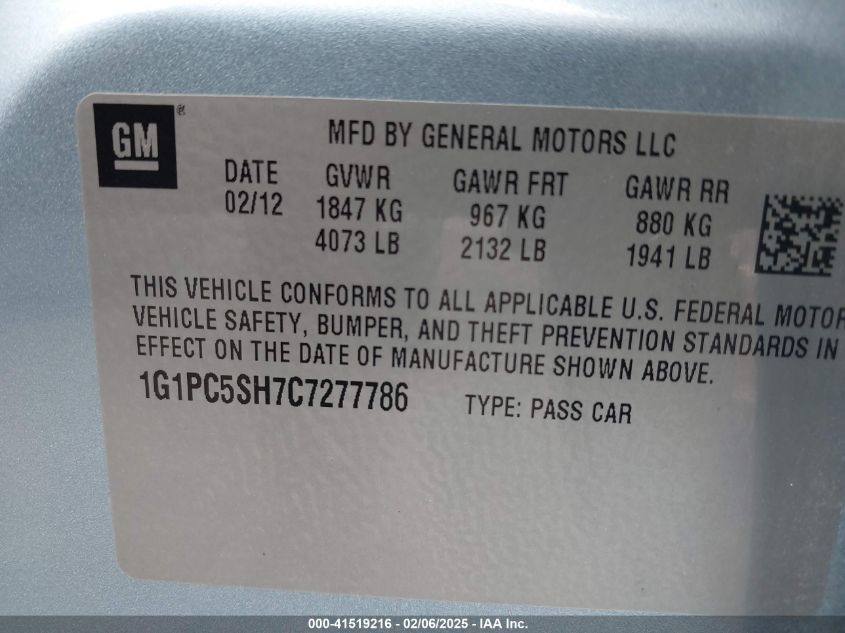 GM ®
MFD BY GENERAL MOTORS LLC
DATE GVWR GAWR FRT GAWR RR
02/12 1847 KG 967 KG 880 KG
4073 LB 2132 LB 1941 LB
THIS VEHICLE CONFORMS TO ALL APPLICABLE U.S. FEDERAL MOTOR
VEHICLE SAFETY, BUMPER, AND THEFT PREVENTION STANDARDS IN
EFFECT ON THE DATE OF MANUFACTURE SHOWN ABOVE.
1G1PC5SH7C7277786 TYPE: PASS CAR
000-41519216 - 02/06/2025 - IAA Inc.